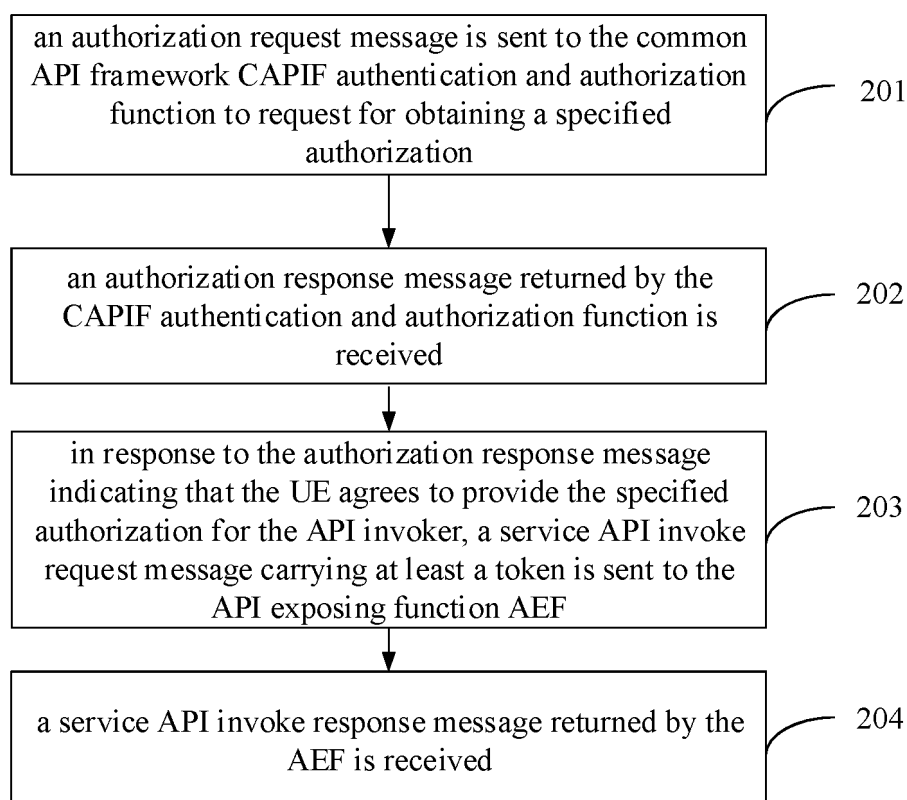 an authorization request message is sent to the common
API framework CAPIF authentication and authorization
function to request for obtaining a specified
authorization
201
an authorization response message returned by the
CAPIF authentication and authorization function is
received
202
in response to the authorization response message
indicating that the UE agrees to provide the specified
authorization for the API invoker, a service API invoke
request message carrying at least a token is sent to the
API exposing function AEF
203
a service API invoke response message returned by the
AEF is received
204